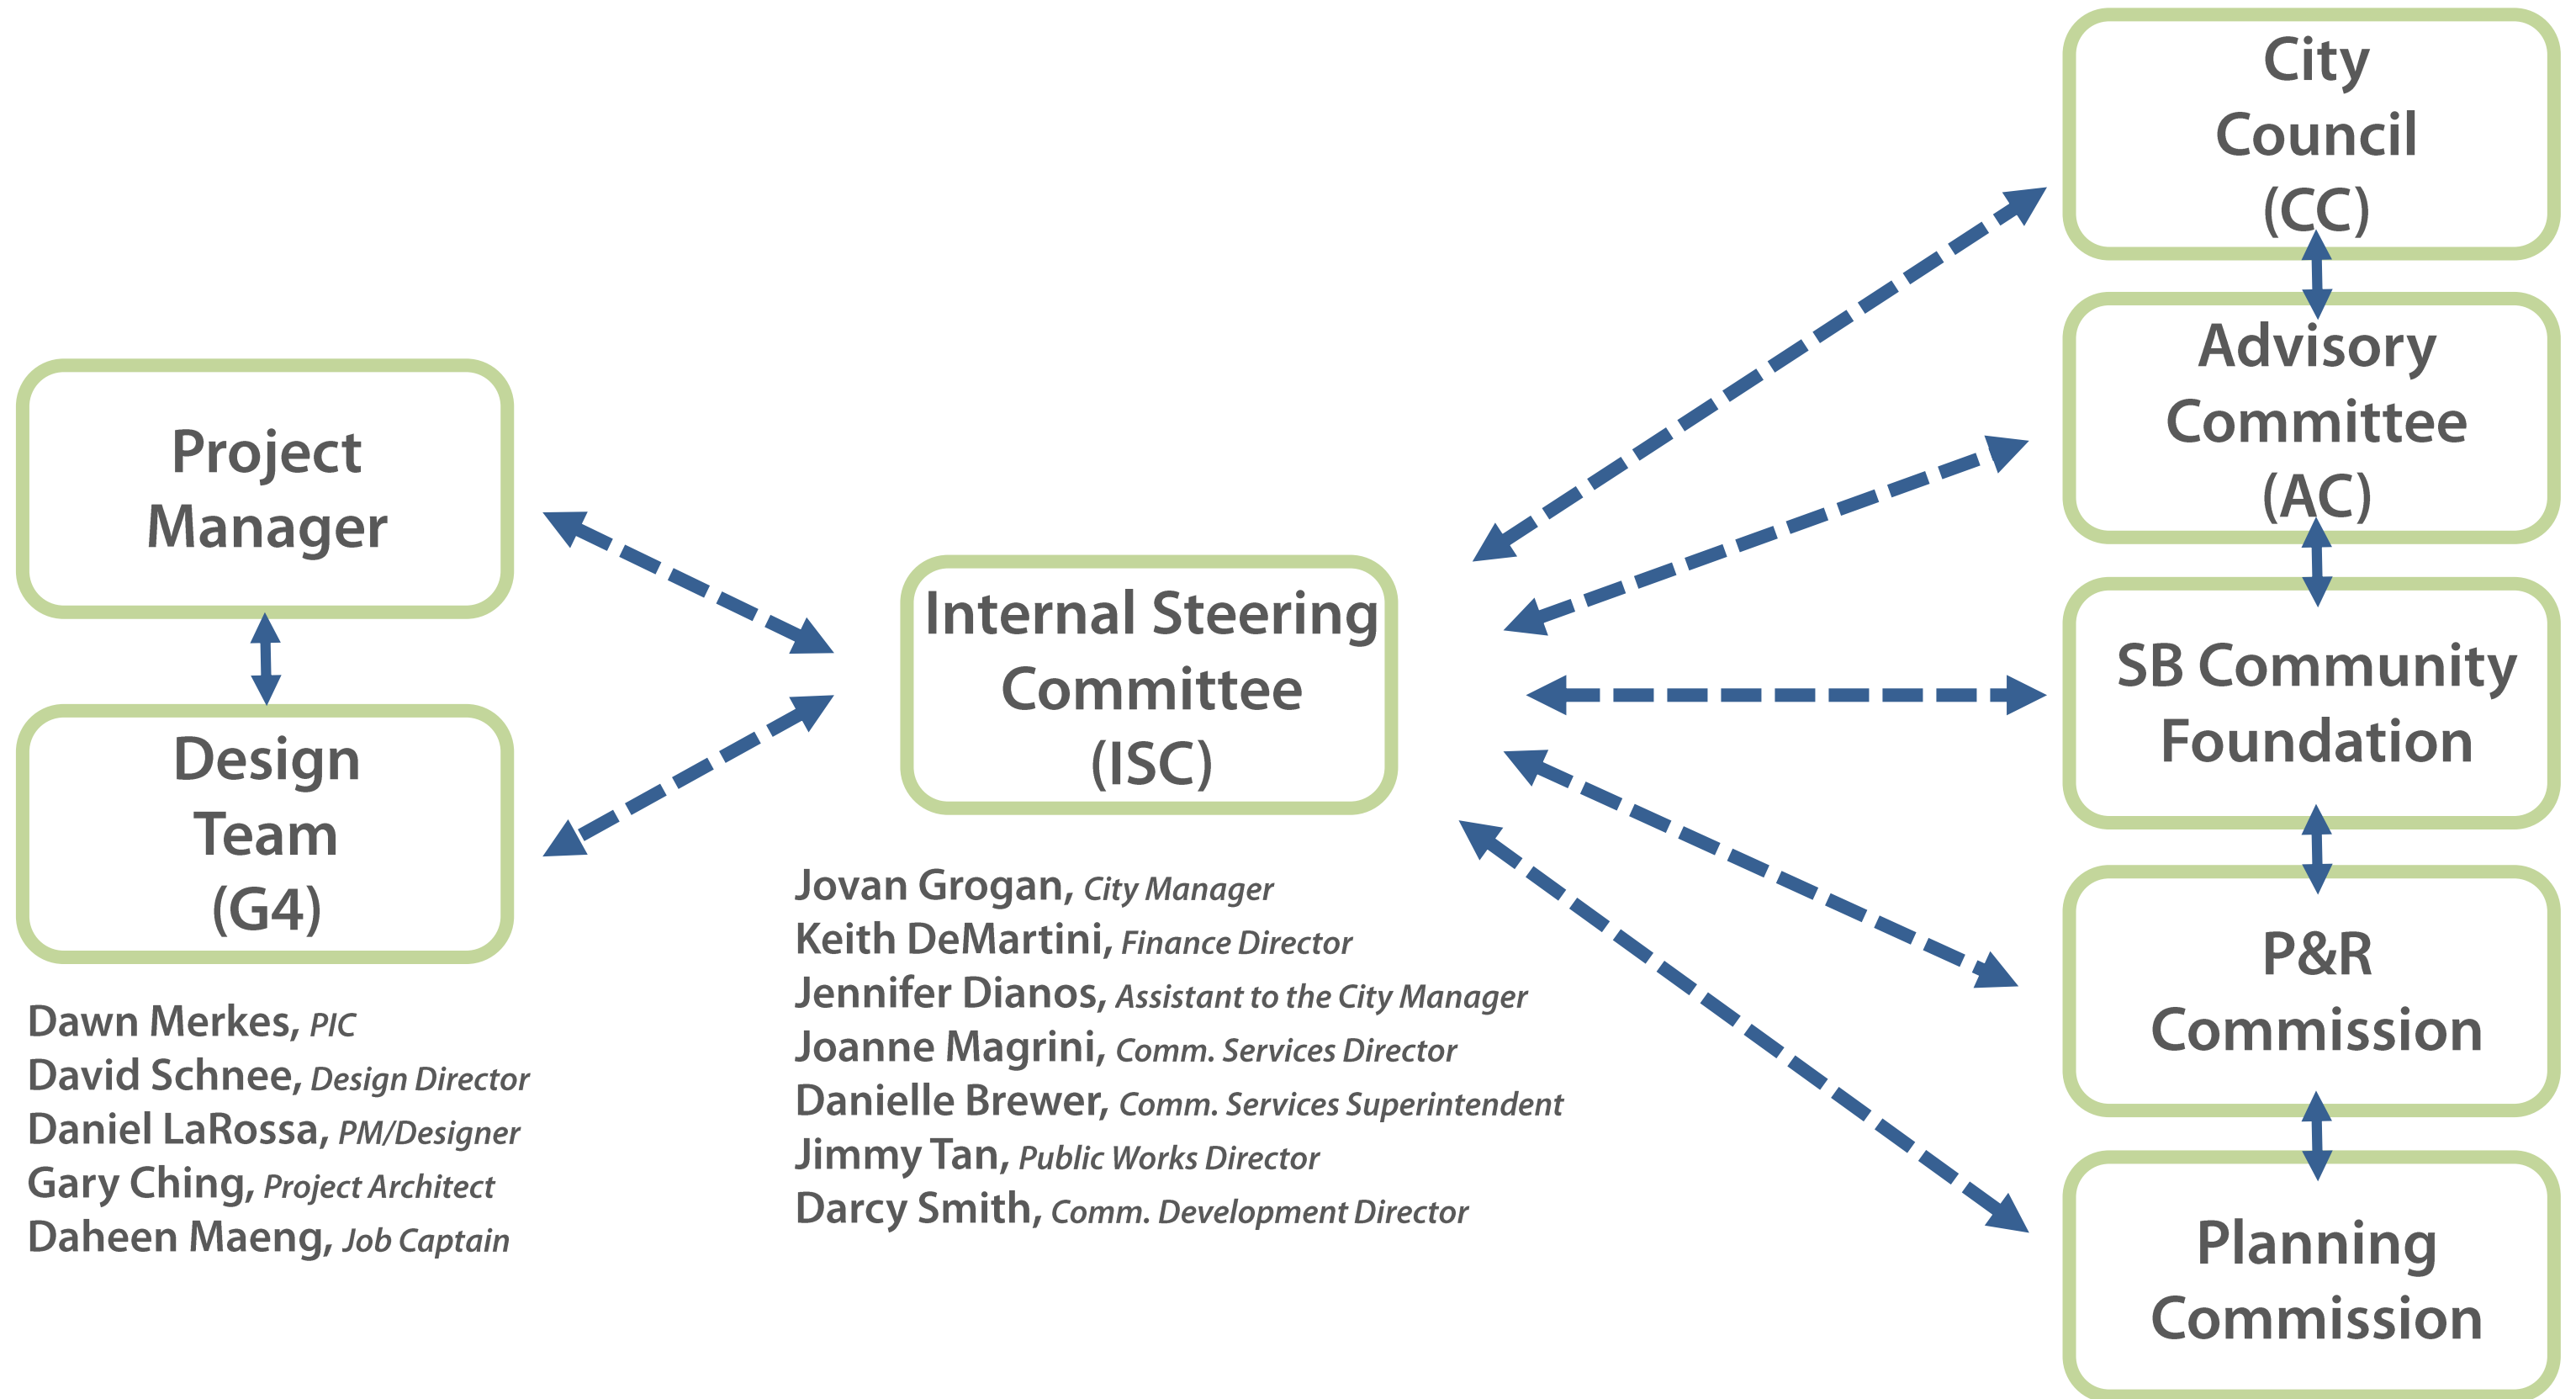 Project
Manager
Design
Team
(G4)
Dawn Merkes, PIC
David Schnee, Design Director
Daniel LaRossa, PM/Designer
Gary Ching, Project Architect
Daheen Maeng, Job Captain
Internal Steering
Committee
(ISC)
Jovan Grogan, City Manager
Keith DeMartini, Finance Director
Jennifer Dianos, Assistant to the City Manager
Joanne Magrini, Comm. Services Director
Danielle Brewer, Comm. Services Superintendent
Jimmy Tan, Public Works Director
Darcy Smith, Comm. Development Director
City
Council
(CC)
Advisory
Committee
(AC)
SB Community
Foundation
P&R
Commission
Planning
Commission